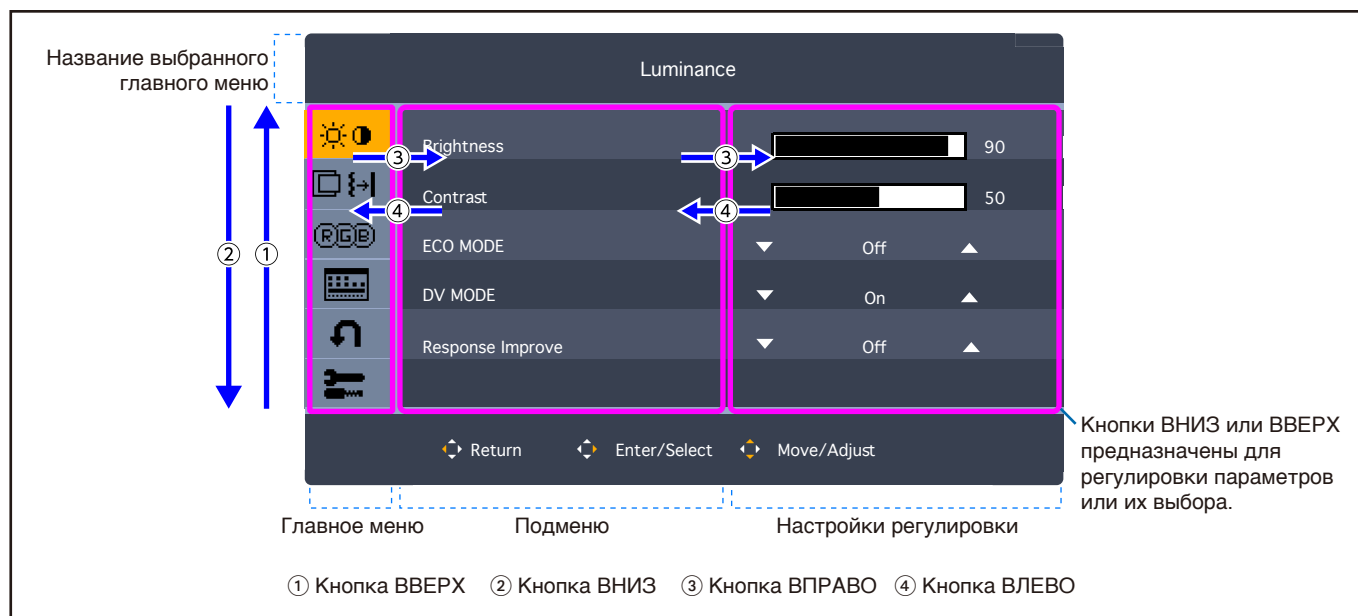 Название выбранного
главного меню
Luminance
Brightness
90
③
③
Contrast
50
④
④
RGB
② ①
ECO MODE
Off
DV MODE
On
Response Improve
Off
Return Enter/Select Move/Adjust
Кнопки ВНИЗ или ВВЕРХ
предназначены для
регулировки параметров
или их выбора.
Главное меню Подменю Настройки регулировки
① Кнопка ВВЕРХ ② Кнопка ВНИЗ ③ Кнопка ВПРАВО ④ Кнопка ВЛЕВО